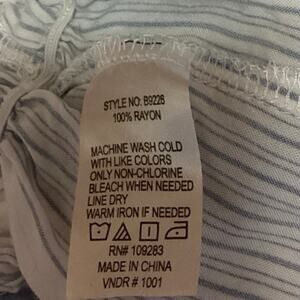 STYLE NO: B9226
100% RAYON
MACHINE WASH COLD
WITH LIKE COLORS
ONLY NON-CHLORINE
BLEACH WHEN NEEDED
LINE DRY
WARM IRON IF NEEDED
RN# 109283
MADE IN CHINA
VNDR # 1001